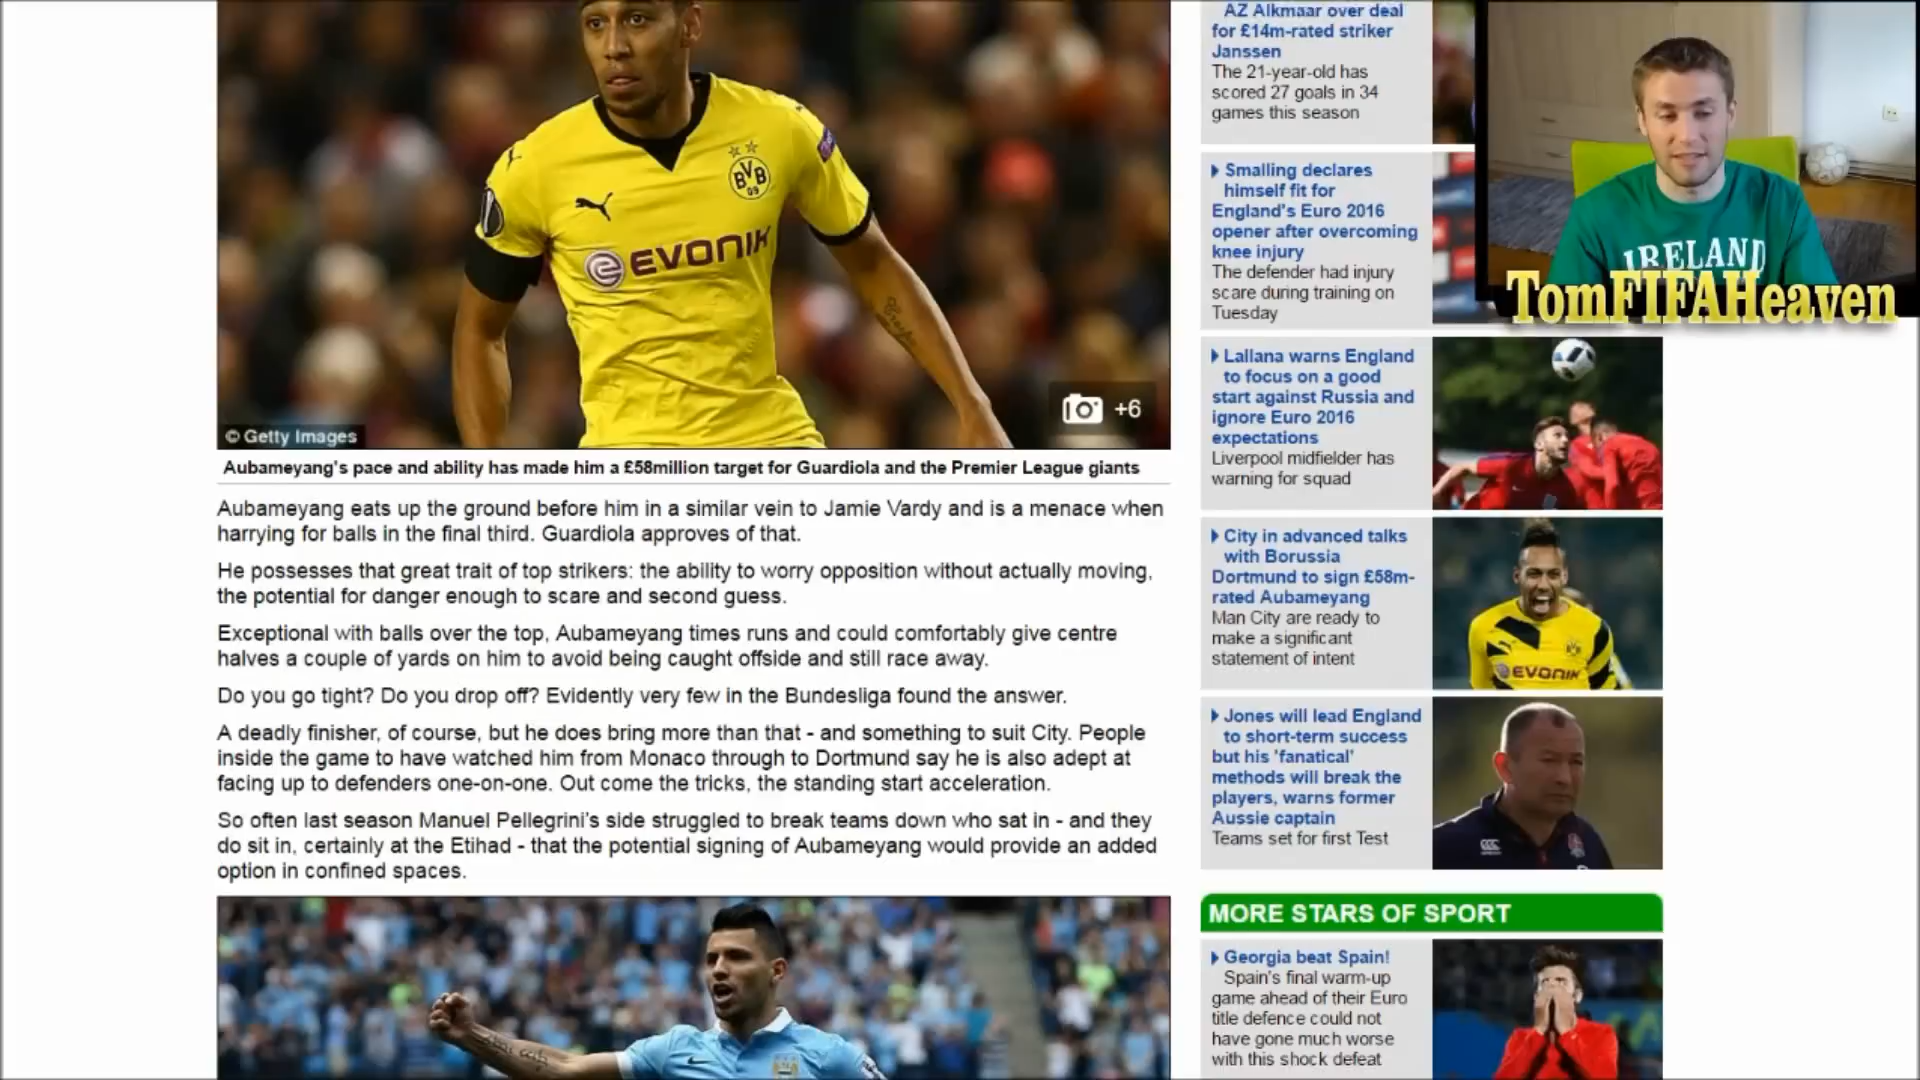 BVB
09
EVONIK
+6
© Getty Images
Aubameyang's pace and ability has made him a £58million target for Guardiola and the Premier League giants
Aubameyang eats up the ground before him in a similar vein to Jamie Vardy and is a menace when
harrying for balls in the final third. Guardiola approves of that.
He possesses that great trait of top strikers: the ability to worry opposition without actually moving,
the potential for danger enough to scare and second guess.
Exceptional with balls over the top, Aubameyang times runs and could comfortably give centre
halves a couple of yards on him to avoid being caught offside and still race away.
Do you go tight? Do you drop off? Evidently very few in the Bundesliga found the answer.
A deadly finisher, of course, but he does bring more than that - and something to suit City. People
inside the game to have watched him from Monaco through to Dortmund say he is also adept at
facing up to defenders one-on-one. Out come the tricks, the standing start acceleration.
So often last season Manuel Pellegrini's side struggled to break teams down who sat in - and they
do sit in, certainly at the Etihad - that the potential signing of Aubameyang would provide an added
option in confined spaces.
AZ Alkmaar over deal
for £14m-rated striker
Janssen
The 21-year-old has
scored 27 goals in 34
games this season
Smalling declares
himself fit for
England's Euro 2016
opener after overcoming
knee injury
The defender had injury
scare during training on
Tuesday
Lallana warns England
to focus on a good
start against Russia and
ignore Euro 2016
expectations
Liverpool midfielder has
warning for squad
City in advanced talks
with Borussia
Dortmund to sign £58m-
rated Aubameyang
Man City are ready to
make a significant
statement of intent
EVONIK
Jones will lead England
to short-term success
but his 'fanatical'
methods will break the
players, warns former
Aussie captain
Teams set for first Test
MORE STARS OF SPORT
Georgia beat Spain!
Spain's final warm-up
game ahead of their Euro
title defence could not
have gone much worse
with this shock defeat
IRELAND
TomFIFAHeaven